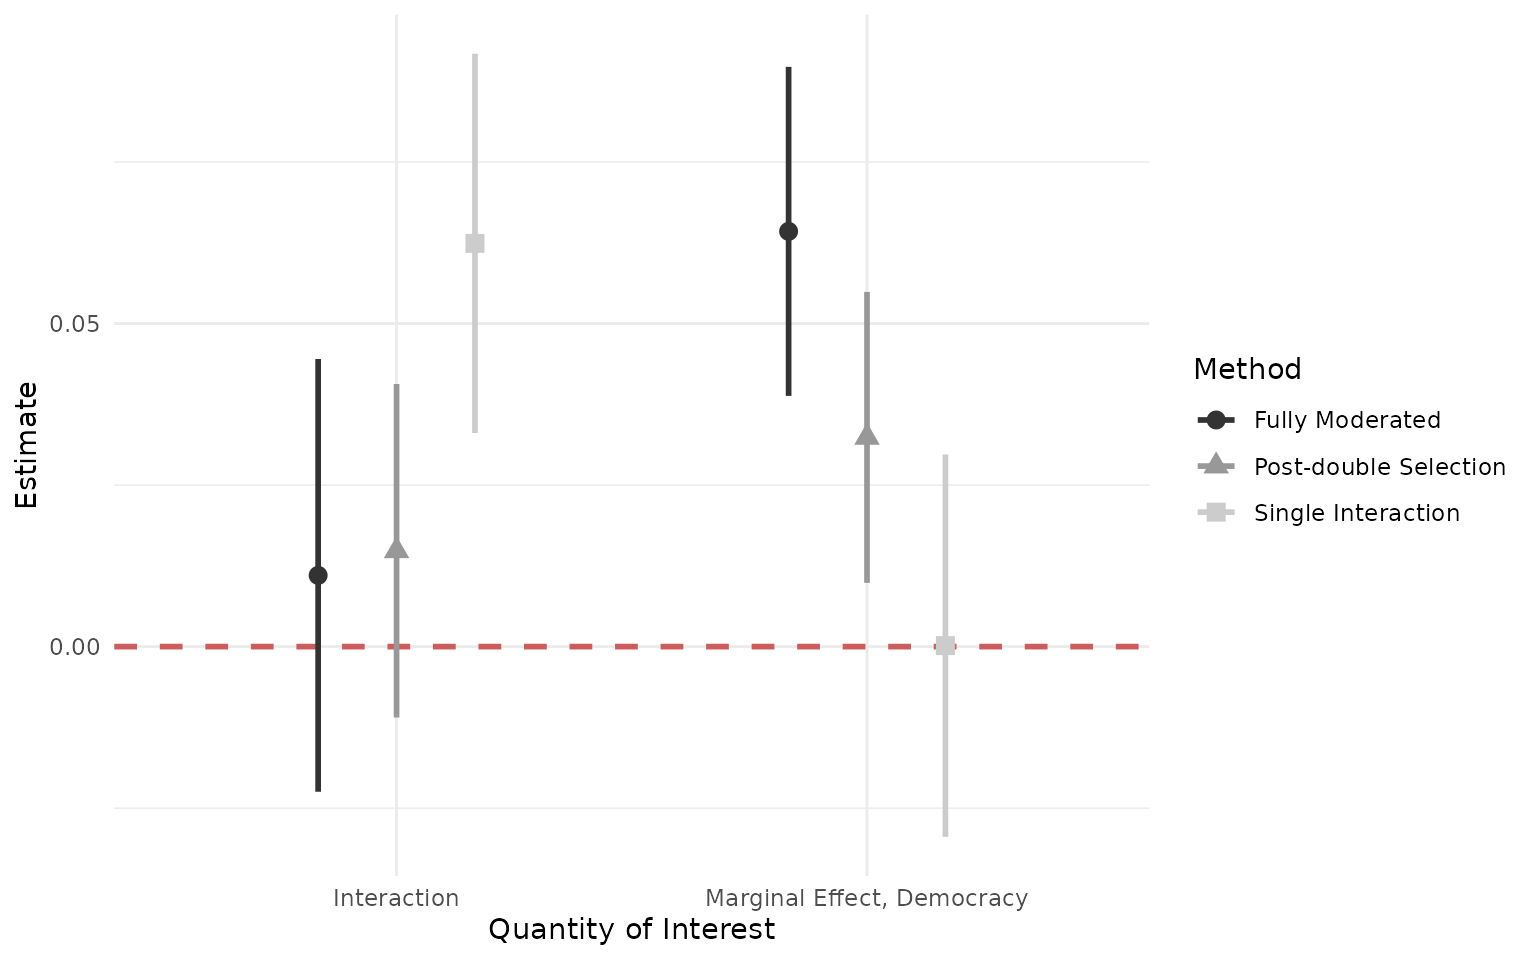 0.05
0.00
Estimate
Interaction
Marginal Effect, Democracy
Quantity of Interest
Method
Fully Moderated
Post-double Selection
Single Interaction